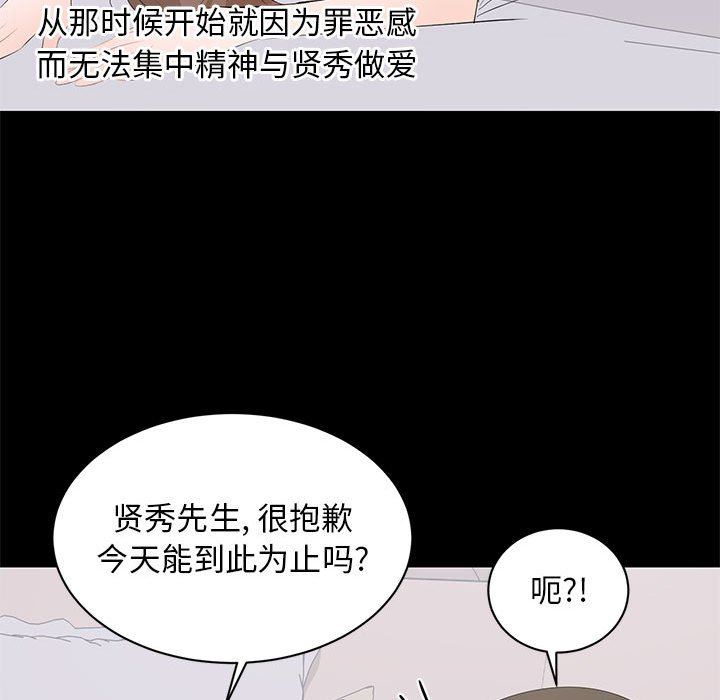 从那时候开始就因为罪恶感
而无法集中精神与贤秀做爱
贤秀先生, 很抱歉
今天能到此为止吗?
呃?!